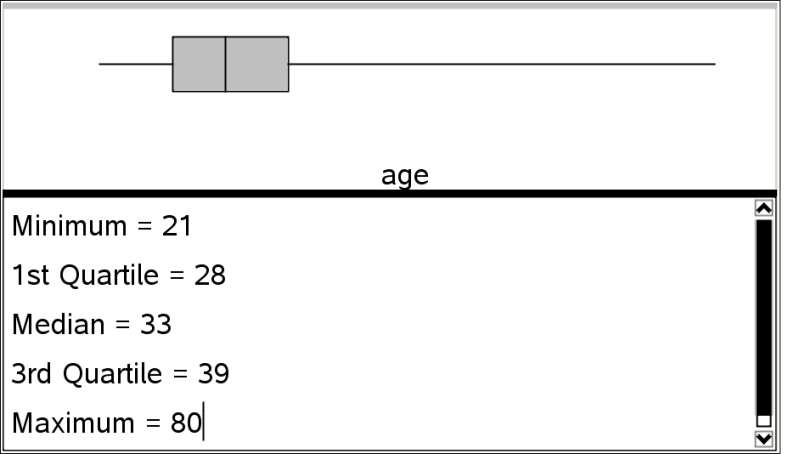 age
Minimum = 21
1st Quartile = 28
Median = 33
3rd Quartile = 39
Maximum = 80